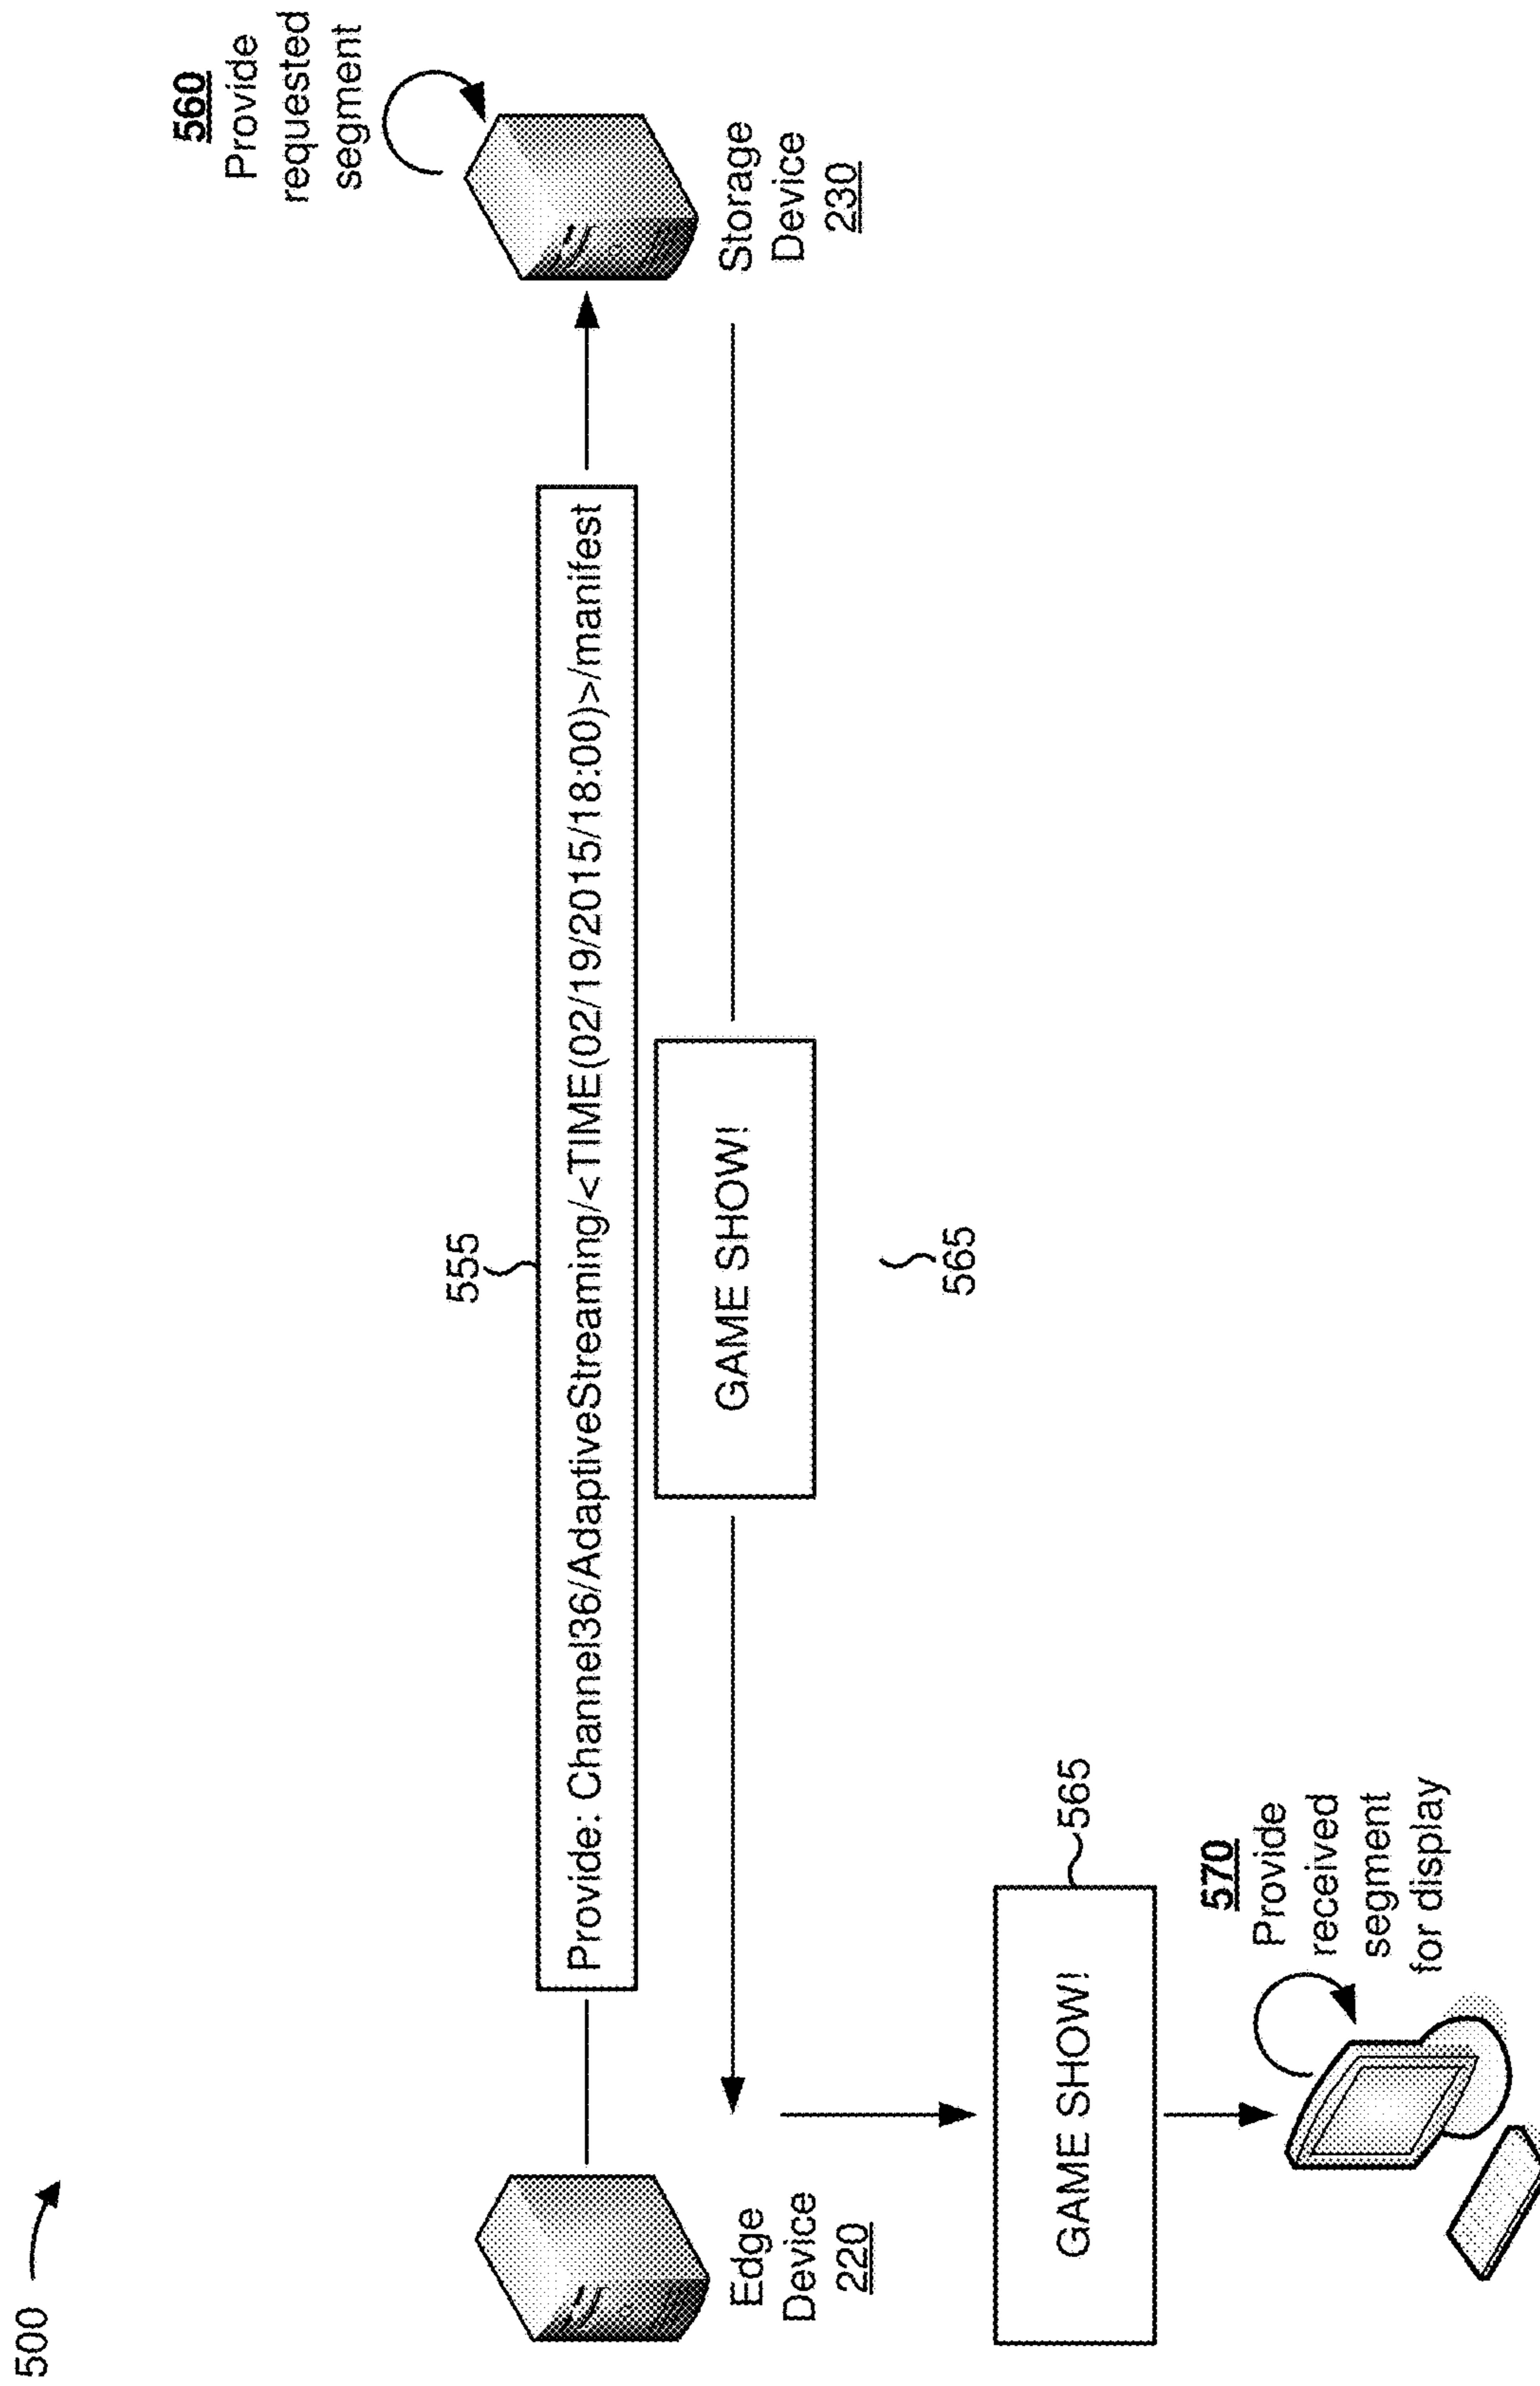 500
560
Provide
requested
segment
555
Provide: Channel36/AdaptiveStreaming/<TIME(02/19/2015/18:00)>/manifest
Edge
Device
220
GAME SHOW!
565
Storage
Device
230
GAME SHOW!
565
570
Provide
received
segment
for display